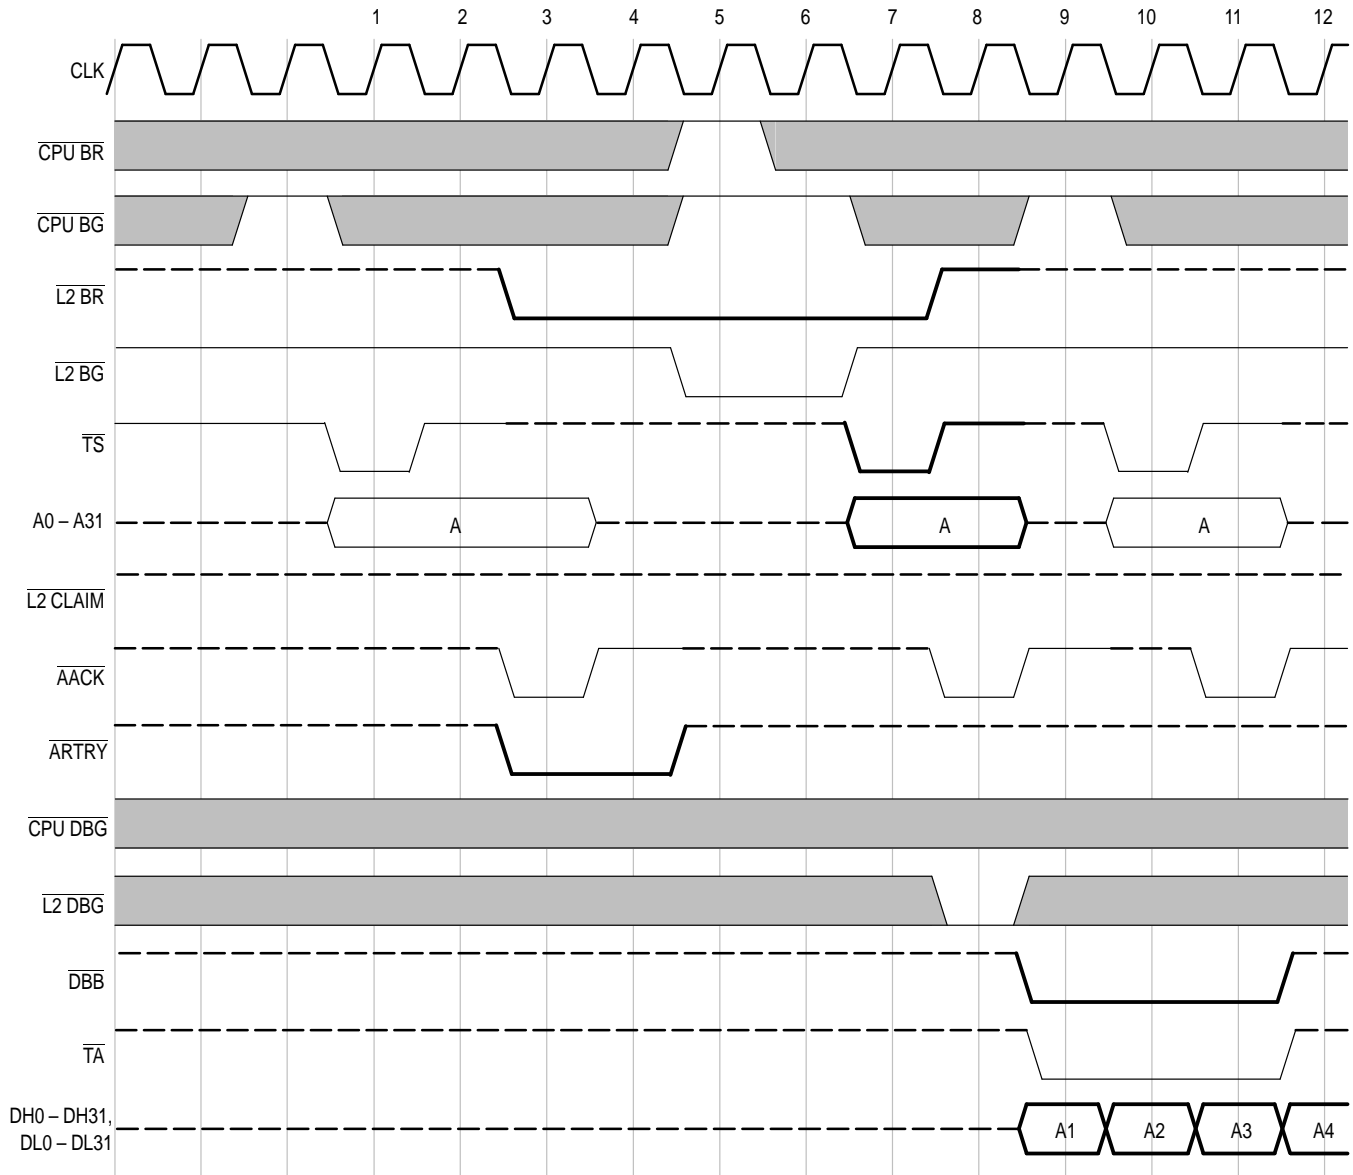 1 2 3 4 5 6 7 8 9 10 11 12
CLK
CPU BR
CPU BG
L2 BR
L2 BG
TS
A0 – A31
A A A
L2 CLAIM
AACK
ARTRY
CPU DBG
L2 DBG
DBB
TA
DH0 – DH31,
DL0 – DL31
A1 A2 A3 A4